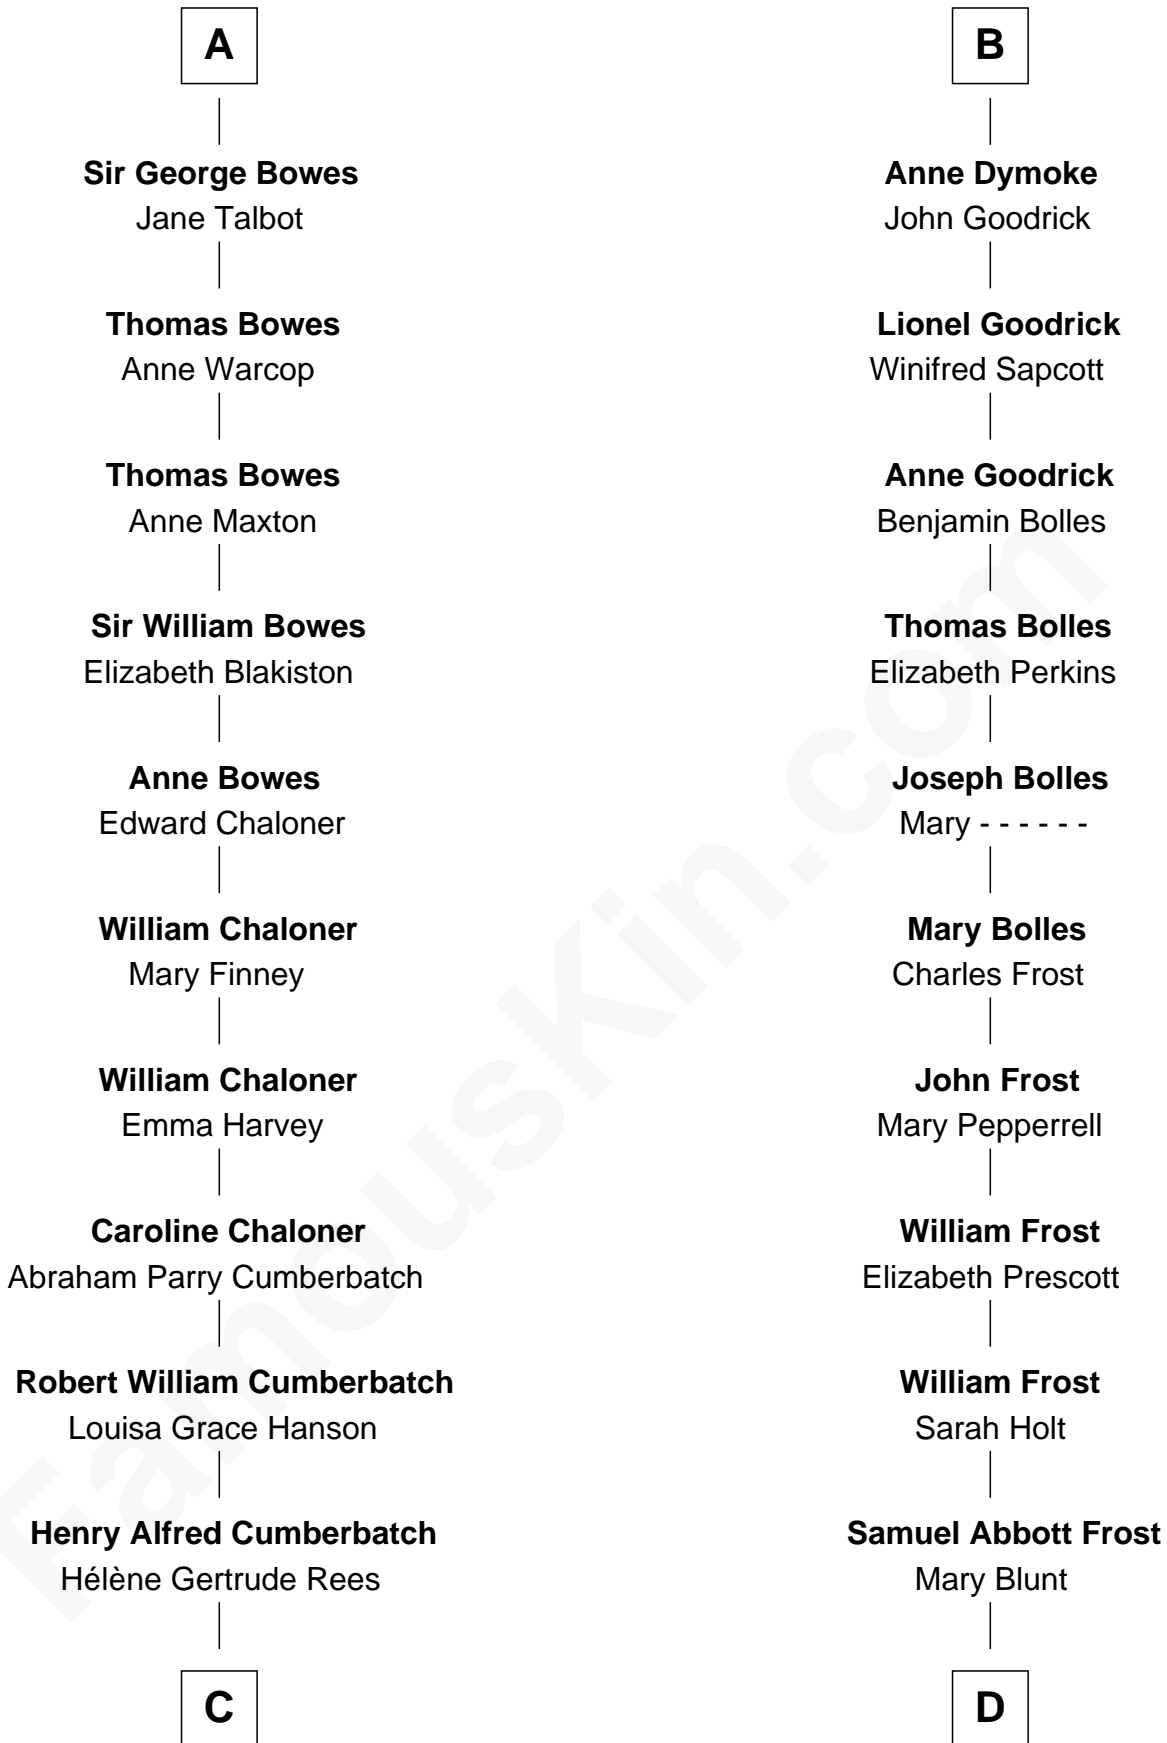 A
Sir George Bowes
Jane Talbot
Thomas Bowes
Anne Warcop
Thomas Bowes
Anne Maxton
Sir William Bowes
Elizabeth Blakiston
Anne Bowes
Edward Chaloner
William Chaloner
Mary Finney
William Chaloner
Emma Harvey
Caroline Chaloner
Abraham Parry Cumberbatch
Robert William Cumberbatch
Louisa Grace Hanson
Henry Alfred Cumberbatch
Hélène Gertrude Rees
C
B
Anne Dymoke
John Goodrick
Lionel Goodrick
Winifred Sapcott
Anne Goodrick
Benjamin Bolles
Thomas Bolles
Elizabeth Perkins
Joseph Bolles
Mary - - - - - -
Mary Bolles
Charles Frost
John Frost
Mary Pepperrell
William Frost
Elizabeth Prescott
William Frost
Sarah Holt
Samuel Abbott Frost
Mary Blunt
D
FamousKin.com